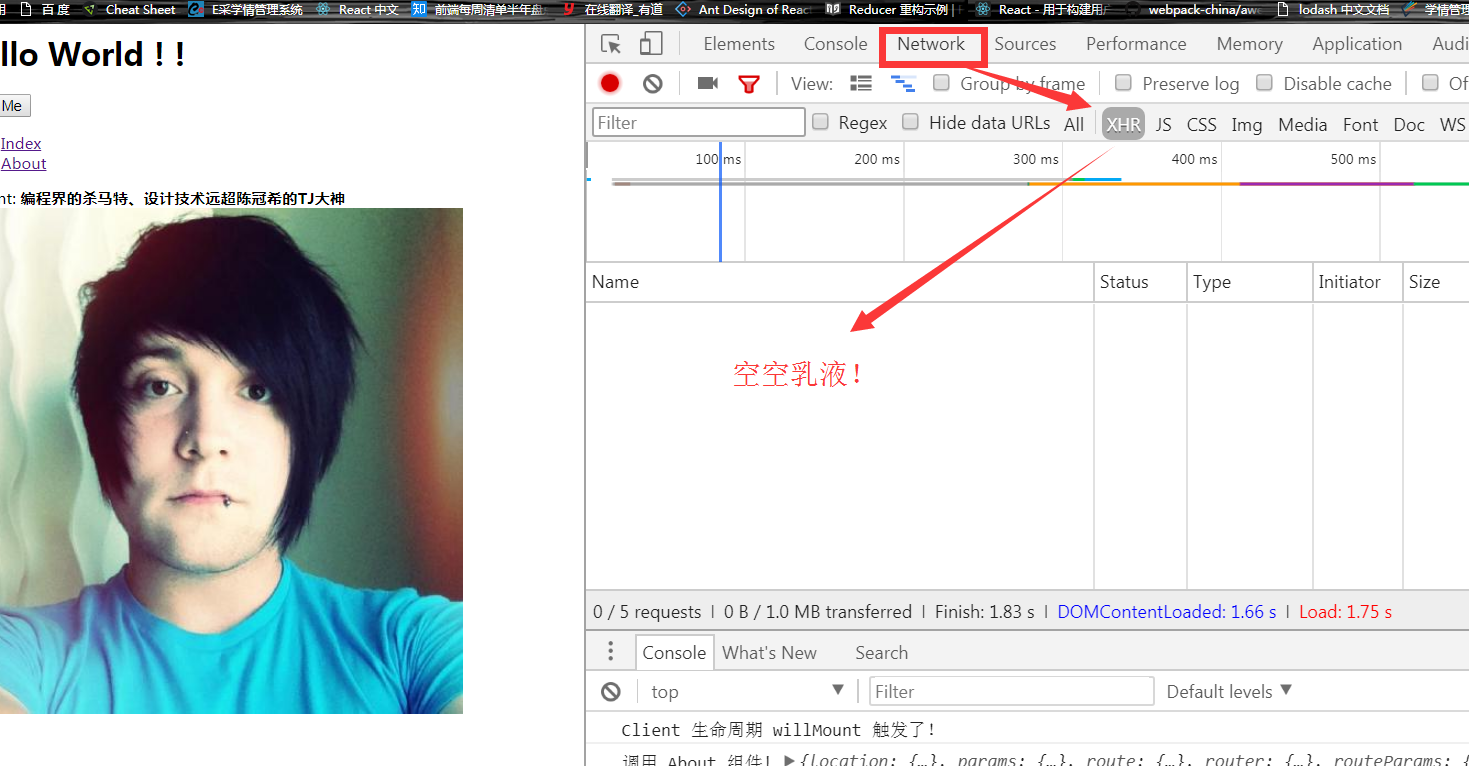 百度 Cheat Sheet E采学情管理系统 React 中文 前端每周清单半年盘 在线翻译_有道 Ant Design of Reac Reducer 重构示例 | React - 用于构建用户 webpack-china/awe lodash 中文文档 学情管理
llo World ! !
Me
Index
About
nt: 编程界的杀马特、设计技术远超陈冠希的TJ大神
Elements Console Network Sources Performance Memory Application Audi
View: Group by frame Preserve log Disable cache Of
Filter Regex Hide data URLs All XHR JS CSS Img Media Font Doc WS
100 ms 200 ms 300 ms 400 ms 500 ms
Name Status Type Initiator Size
空空乳液!
0 / 5 requests | 0 B / 1.0 MB transferred | Finish: 1.83 s | DOMContentLoaded: 1.66 s | Load: 1.75 s
Console What's New Search
top Filter Default levels
Client 生命周期 willMount 触发了!
调用 About 组件! {location: {…}, params: {…}, route: {…}, router: {…}, routeParams: {